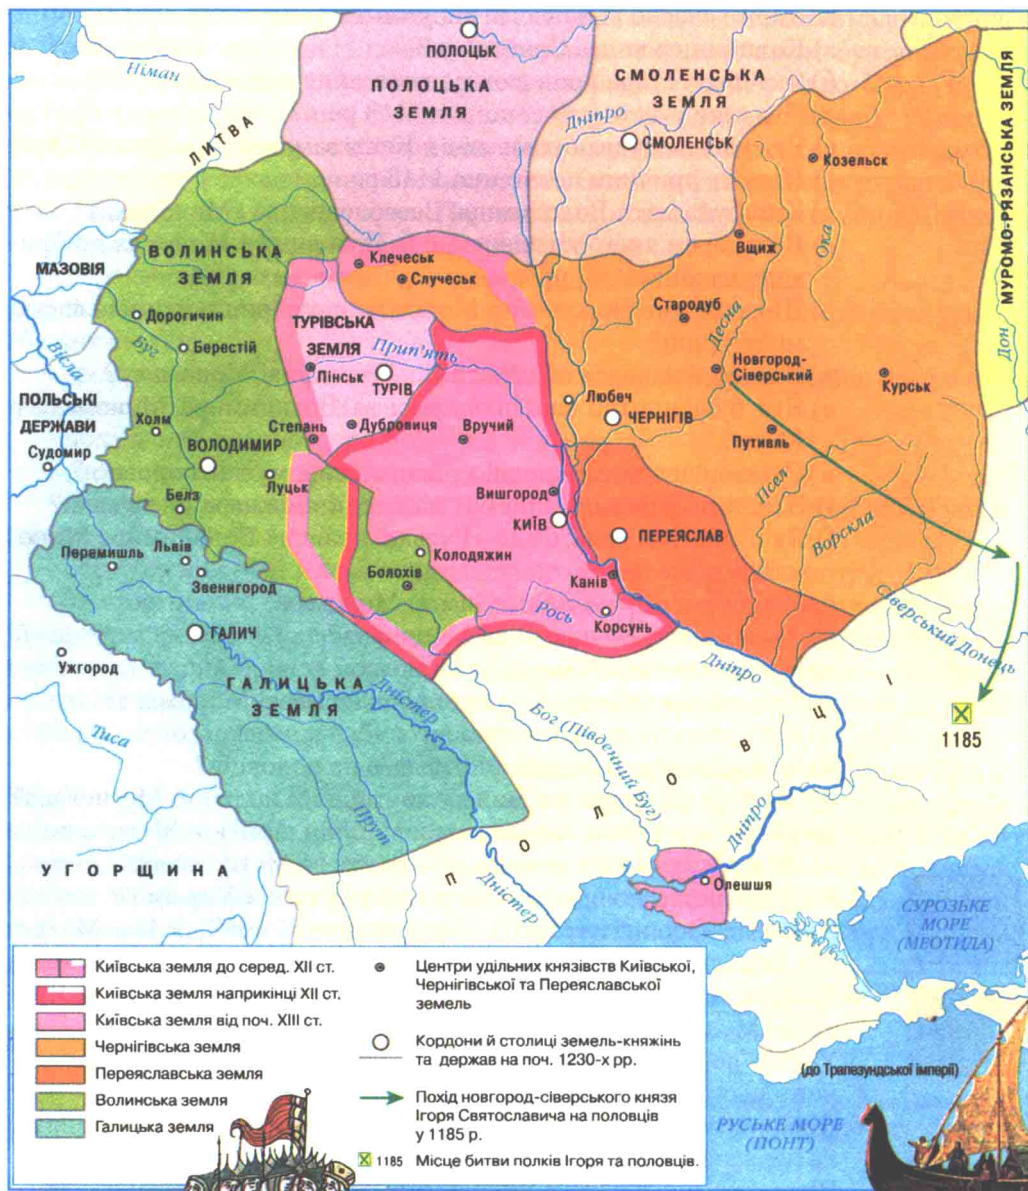 ПОЛОЦЬК
Німан
ПОЛОЦЬКА
ЗЕМЛЯ
СМОЛЕНСЬКА
ЗЕМЛЯ
Дніпро
СМОЛЕНСЬК
МУРОМО-РЯЗАНСЬКА ЗЕМЛЯ
ЛИТВА
Козельск
Ока
Вщих
МАЗОВІЯ
ВОЛИНСЬКА
ЗЕМЛЯ
Клечеськ
Случеськ
Стародуб
Десна
Дон
Дорогичин
Буг
Берестій
ТУРІВСЬКА
ЗЕМЛЯ
Прип'ять
Пінськ
ТУРІВ
Новгород-
Сіверський
Курськ
Вісла
ПОЛЬСЬКІ
ДЕРЖАВИ
Судомир
Холм
ВОЛОДИМИР
Степань
Дубровиця
Вручий
Любеч
ЧЕРНІГІВ
Путивль
Белз
Луцьк
Вишгород
КИЇВ
Псел
ПЕРЕЯСЛАВ
Ворскла
Перемишль
Львів
Звенигород
Колодяжин
Болохів
Канів
Рось
Корсунь
Сіверський Донець
ГАЛИЧ
Ужгород
ГАЛИЦЬКА
ЗЕМЛЯ
Дністер
Дніпро
Бог (Південний Буг)
ПОЛОВЦІ
1185
Тиса
Прут
Дністер
Дніпро
Олешшя
УГОРЩИНА
СУРОЗЬКЕ
МОРЕ
(МЕОТИДА)
Київська земля до серед. XII ст.
Київська земля наприкінці XII ст.
Київська земля від поч. XIII ст.
Чернігівська земля
Переяславська земля
Волинська земля
Галицька земля
Центри удільних князівств Київської,
Чернігівської та Переяславської
земель
Кордони й столиці земель-княжінь
та держав на поч. 1230-х рр.
Похід новгород-сіверського князя
Ігоря Святославича на половців
у 1185 р.
1185 Місце битви полків Ігоря та половців.
(до Трапезундської імперії)
РУСЬКЕ МОРЕ
(ПОНТ)